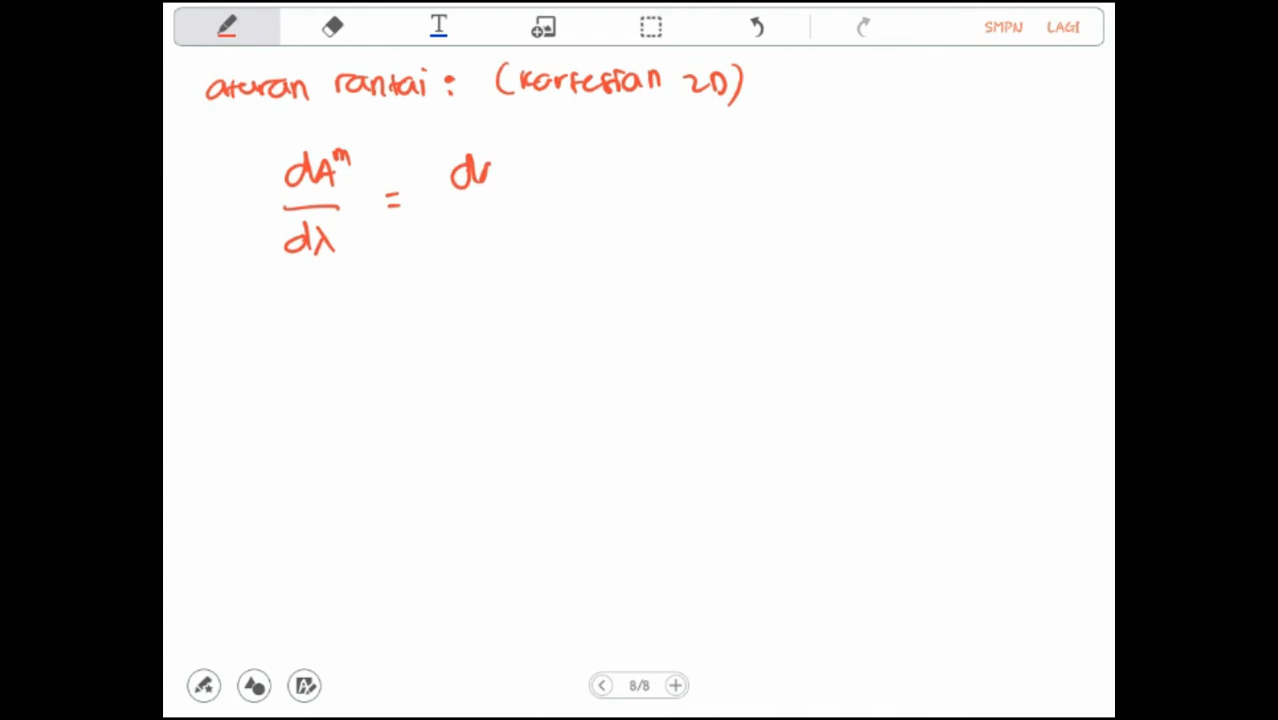 T SMPN LAGI
aturan rantai : (kartesian 2D)
dA^m
— = d
dλ
8/8